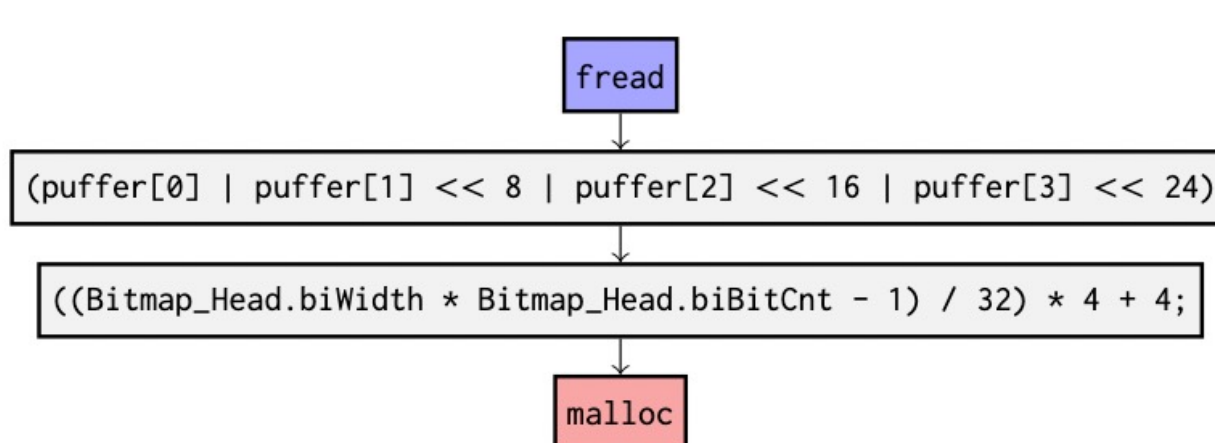 fread
(puffer[0] | puffer[1] << 8 | puffer[2] << 16 | puffer[3] << 24)
((Bitmap_Head.biWidth * Bitmap_Head.biBitCnt - 1) / 32) * 4 + 4;
malloc